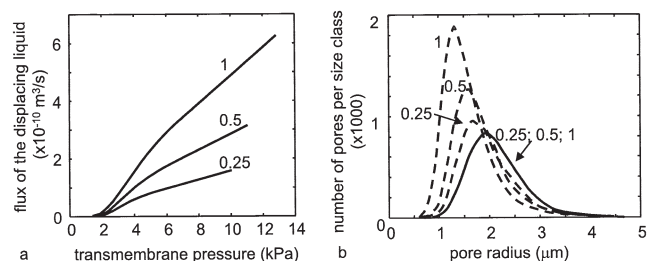 flux of the displacing liquid
(x10⁻¹⁰ m³/s)
6
4
2
0
1
0.5
0.25
0 2 4 6 8 10 12 14
a transmembrane pressure (kPa)
number of pores per size class
(x1000)
2
1
0
1
0.5
0.25
0.25; 0.5; 1
0 1 2 3 4 5
b pore radius (μm)